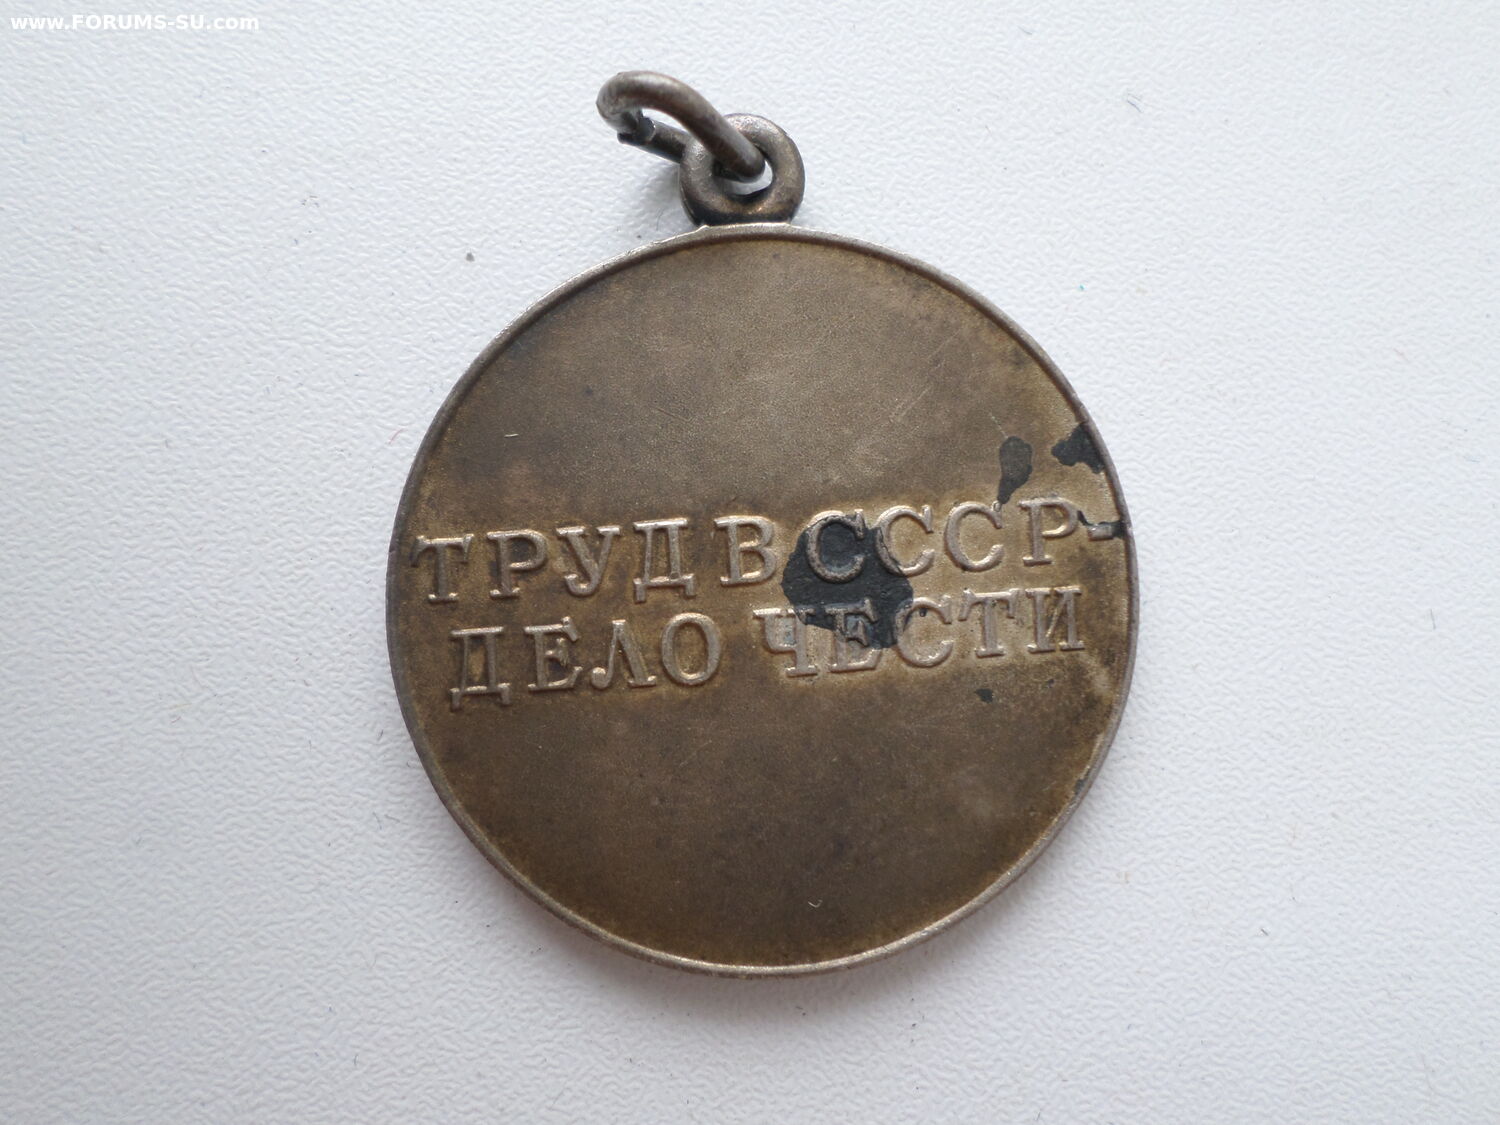 www.FORUMS-SU.com
ТРУД В СССР-
ДЕЛО ЧЕСТИ